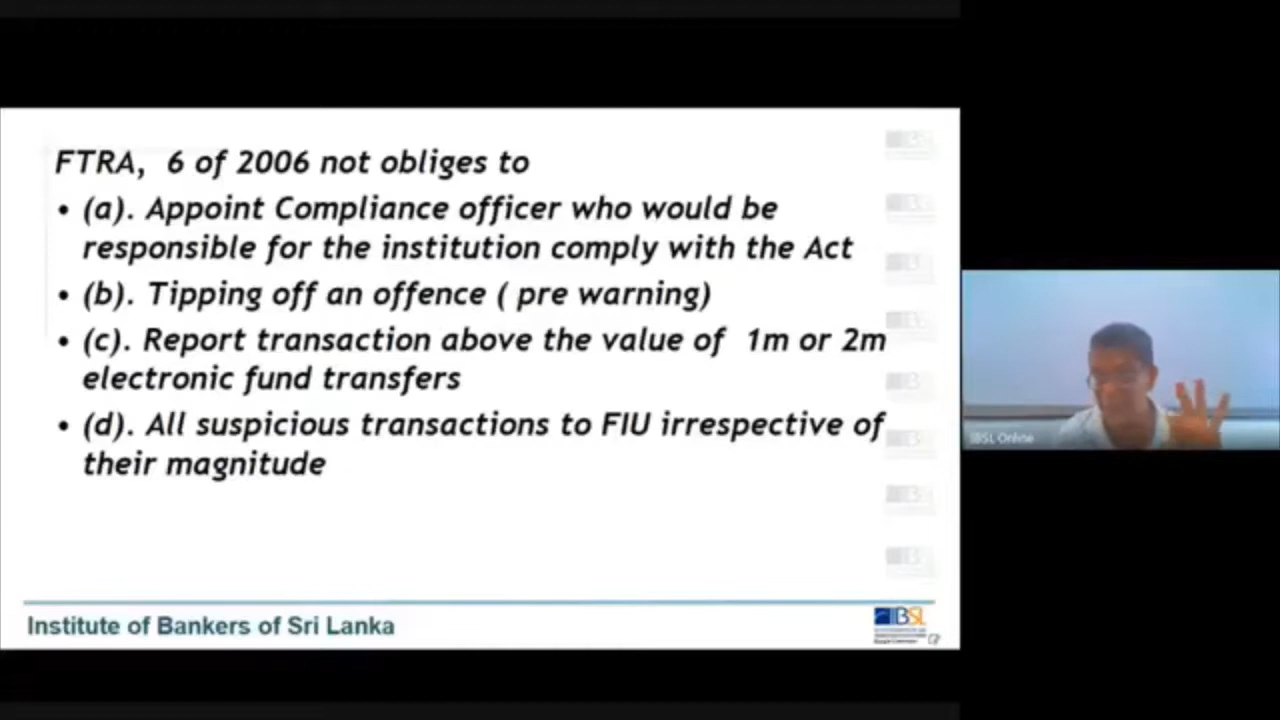 FTRA, 6 of 2006 not obliges to
• (a). Appoint Compliance officer who would be
responsible for the institution comply with the Act
• (b). Tipping off an offence ( pre warning)
• (c). Report transaction above the value of 1m or 2m
electronic fund transfers
• (d). All suspicious transactions to FIU irrespective of
their magnitude
IBSL Online
Institute of Bankers of Sri Lanka
IBSL